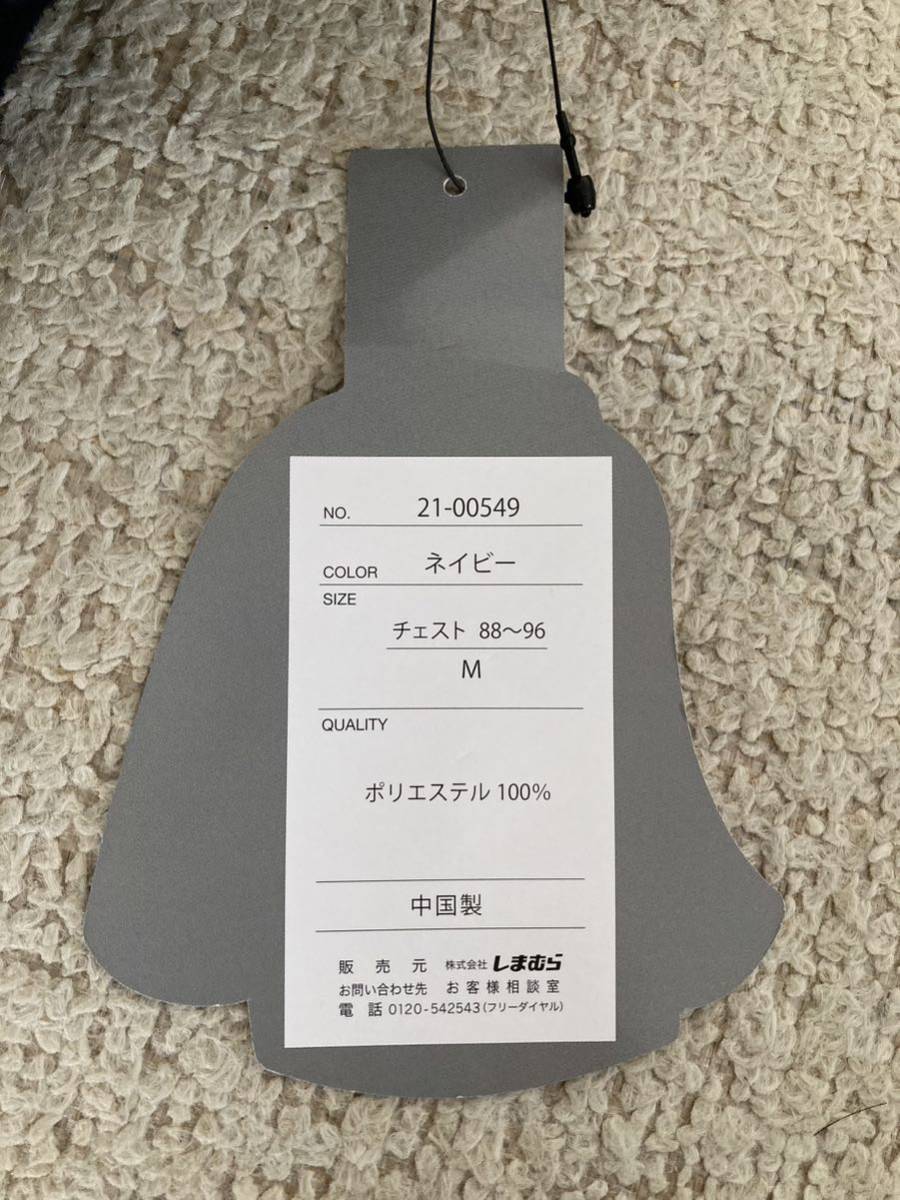 NO. 21-00549
COLOR ネイビー
SIZE
チェスト 88〜96
M
QUALITY
ポリエステル 100%
中国製
販売元 株式会社 しまむら
お問い合わせ先 お客様相談室
電話 0120-542543(フリーダイヤル)